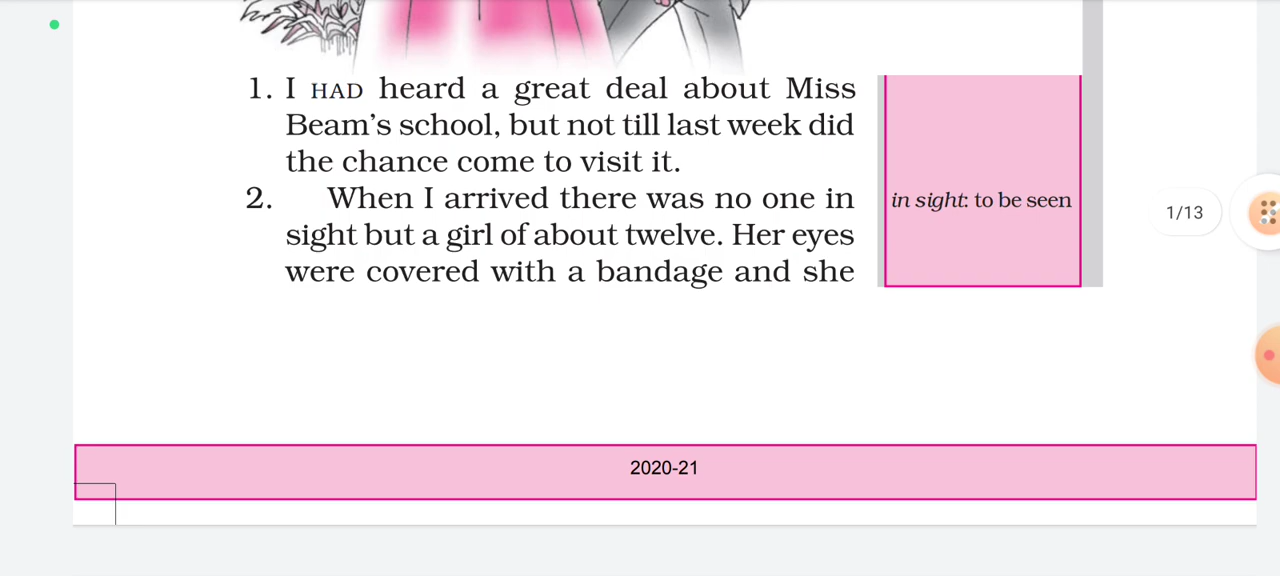 1. I HAD heard a great deal about Miss
Beam's school, but not till last week did
the chance come to visit it.
2. When I arrived there was no one in
sight but a girl of about twelve. Her eyes
were covered with a bandage and she
in sight: to be seen
1/13
2020-21